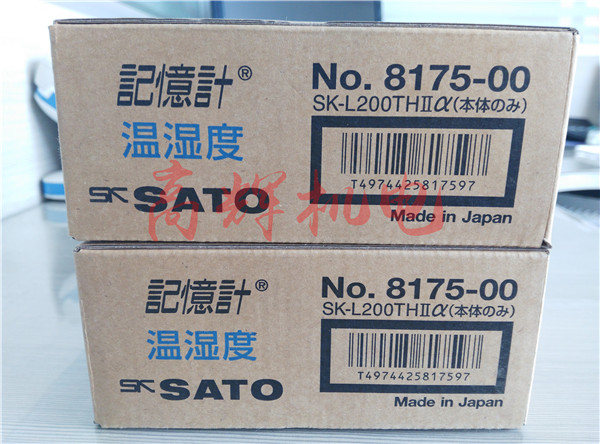 記憶計®
温湿度
SK SATO
No. 8175-00
SK-L200THⅡα(本体のみ)
T4974425817597
Made in Japan
高辉机电
記憶計®
温湿度
SK SATO
No. 8175-00
SK-L200THⅡα(本体のみ)
T4974425817597
Made in Japan